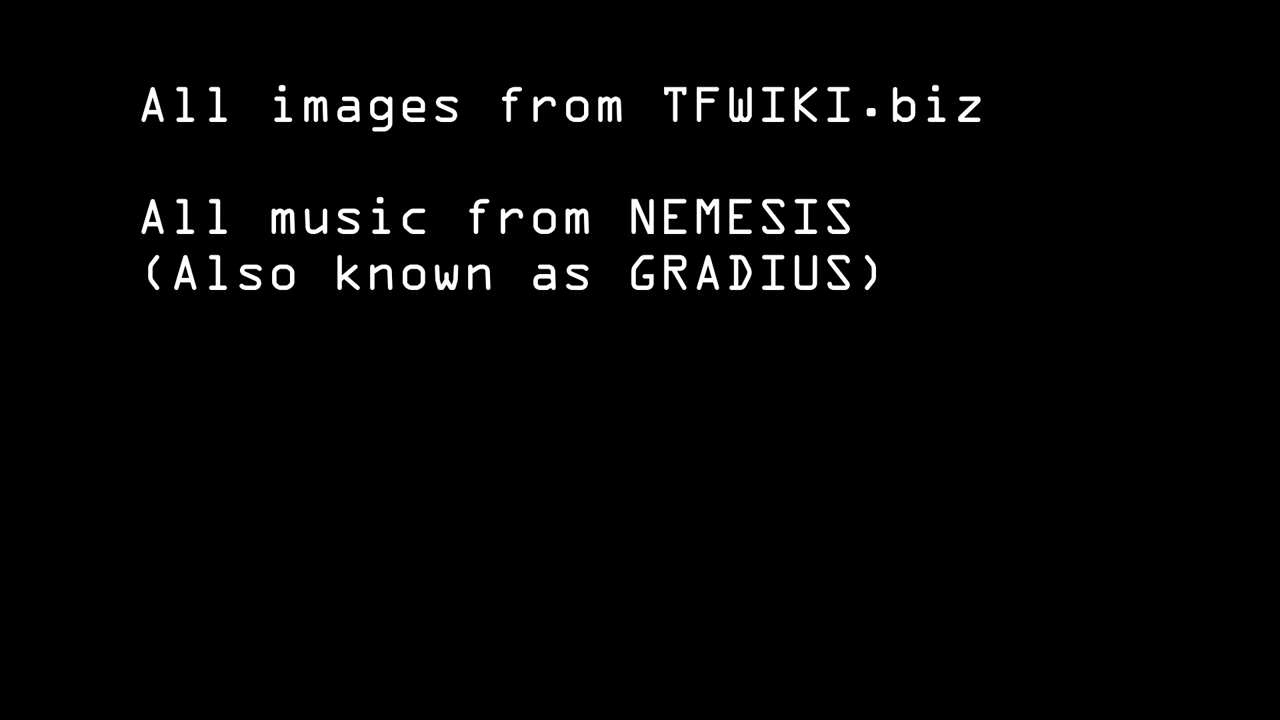 All images from TFWIKI.biz
All music from NEMESIS
(Also known as GRADIUS)